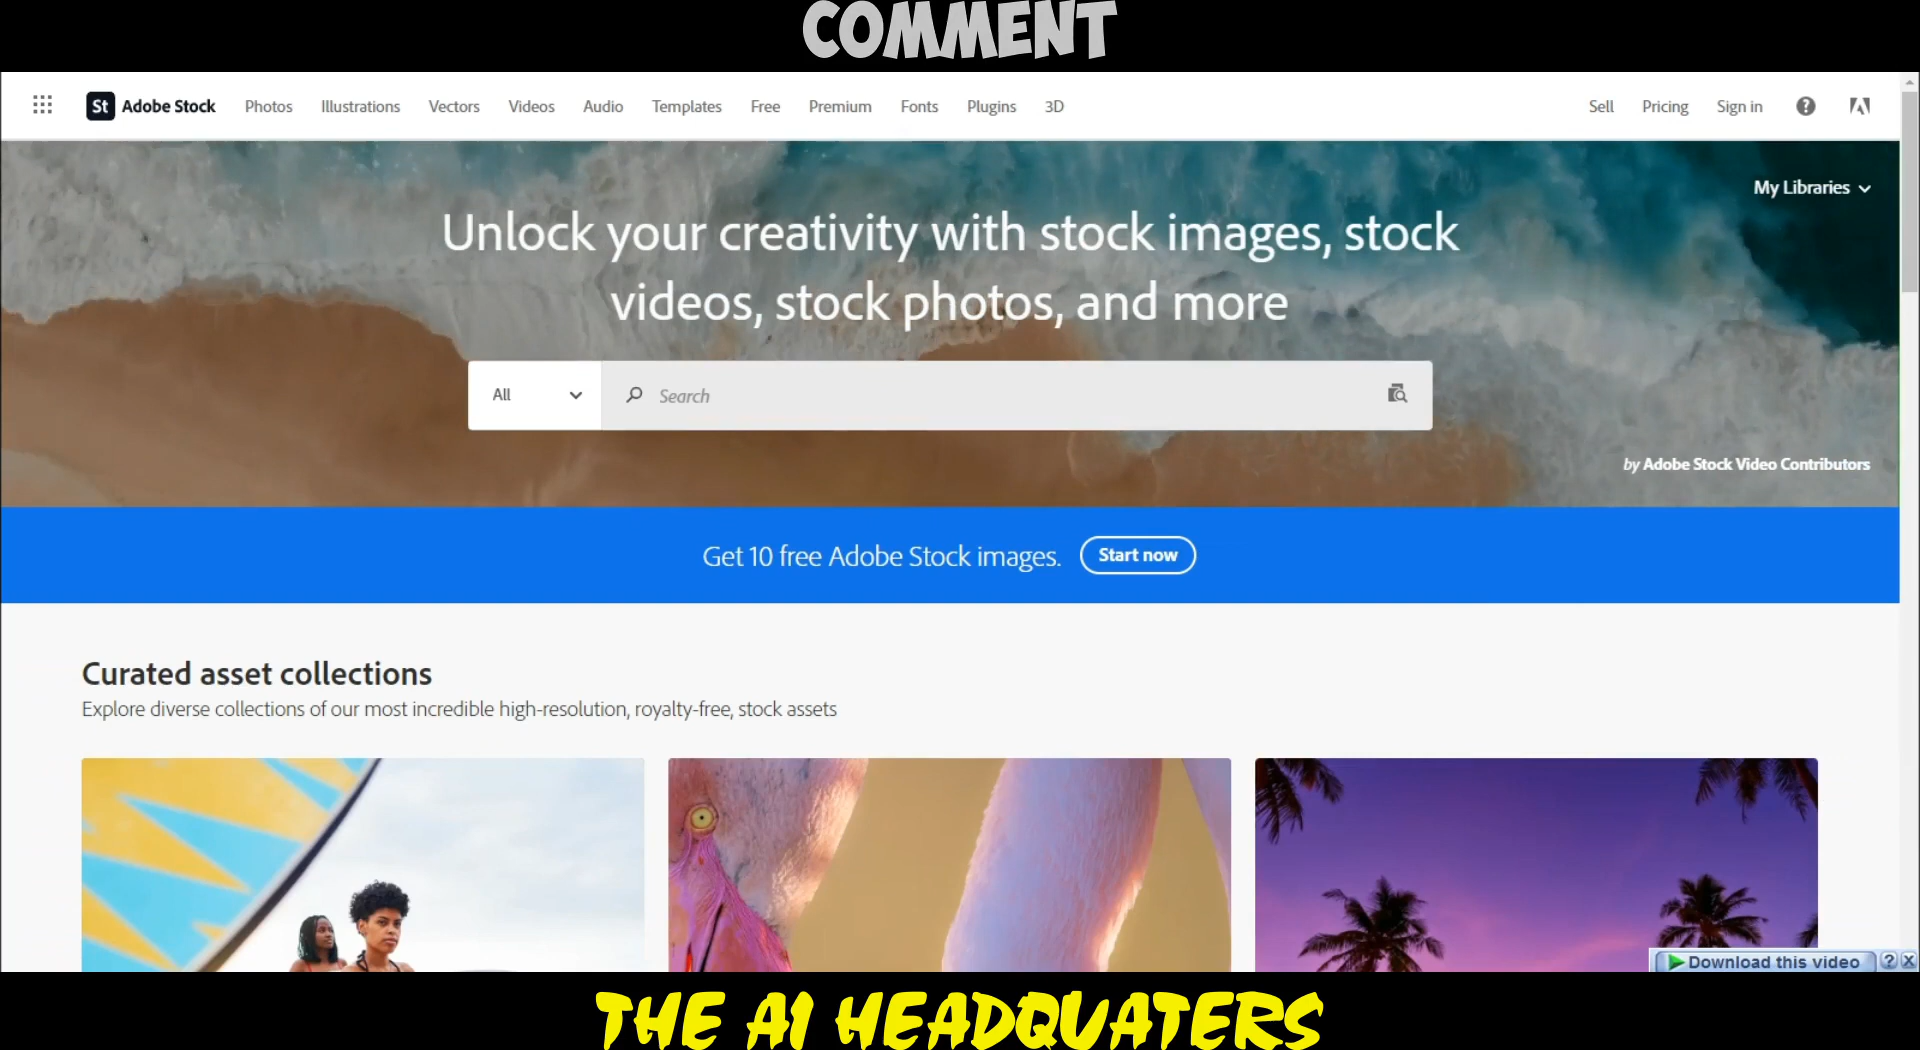 COMMENT
St Adobe Stock Photos Illustrations Vectors Videos Audio Templates Free Premium Fonts Plugins 3D Sell Pricing Sign in ?
My Libraries
Unlock your creativity with stock images, stock
videos, stock photos, and more
All Search
by Adobe Stock Video Contributors
Get 10 free Adobe Stock images. Start now
Curated asset collections
Explore diverse collections of our most incredible high-resolution, royalty-free, stock assets
Download this video ? X
THE AI HEADQUATERS